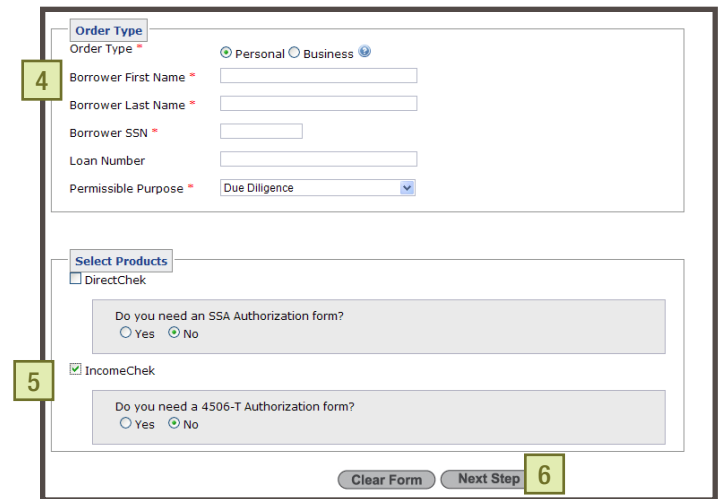 Order Type
Order Type * Personal Business
4
Borrower First Name *
Borrower Last Name *
Borrower SSN *
Loan Number
Permissible Purpose * Due Diligence
Select Products
DirectChek
Do you need an SSA Authorization form?
Yes No
5
IncomeChek
Do you need a 4506-T Authorization form?
Yes No
Clear Form Next Step 6